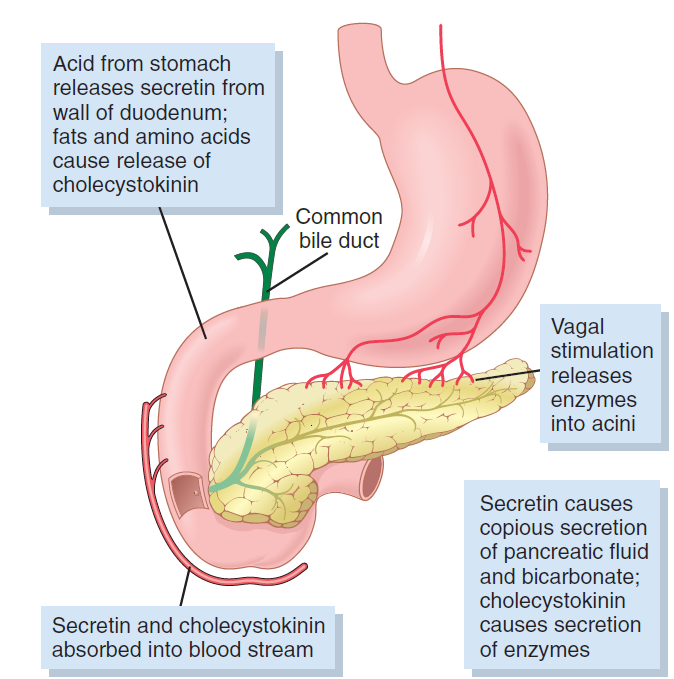 Acid from stomach
releases secretin from
wall of duodenum;
fats and amino acids
cause release of
cholecystokinin
Common
bile duct
Vagal
stimulation
releases
enzymes
into acini
Secretin causes
copious secretion
of pancreatic fluid
and bicarbonate;
cholecystokinin
causes secretion
of enzymes
Secretin and cholecystokinin
absorbed into blood stream